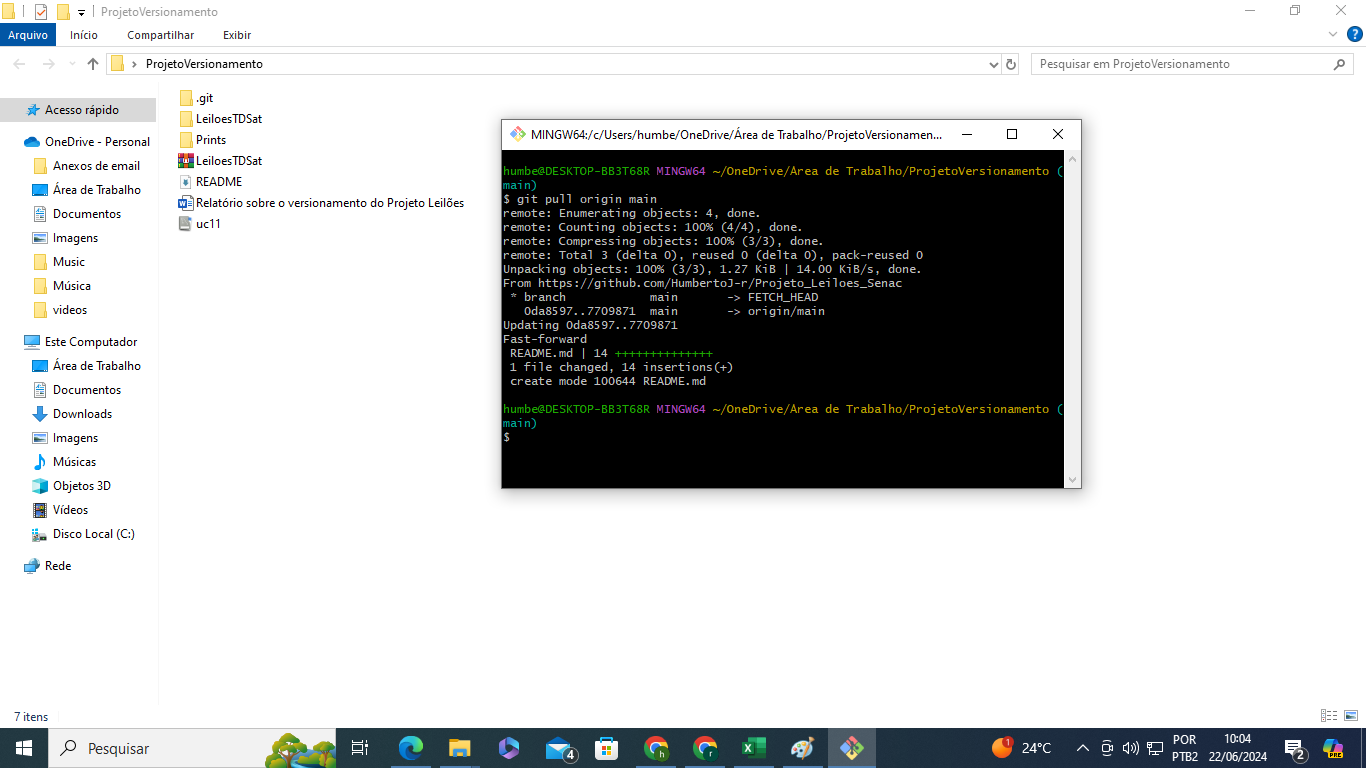 ProjetoVersionamento
Arquivo Início Compartilhar Exibir
ProjetoVersionamento
Pesquisar em ProjetoVersionamento
Acesso rápido
OneDrive - Personal
Anexos de email
Área de Trabalho
Documentos
Imagens
Music
Música
videos
Este Computador
Área de Trabalho
Documentos
Downloads
Imagens
Músicas
Objetos 3D
Vídeos
Disco Local (C:)
Rede
.git
LeiloesTDSat
Prints
LeiloesTDSat
README
Relatório sobre o versionamento do Projeto Leilões
uc11
MINGW64:/c/Users/humbe/OneDrive/Área de Trabalho/ProjetoVersionamen...
humbe@DESKTOP-BB3T68R MINGW64 ~/OneDrive/Área de Trabalho/ProjetoVersionamento (
main)
$ git pull origin main
remote: Enumerating objects: 4, done.
remote: Counting objects: 100% (4/4), done.
remote: Compressing objects: 100% (3/3), done.
remote: Total 3 (delta 0), reused 0 (delta 0), pack-reused 0
Unpacking objects: 100% (3/3), 1.27 KiB | 14.00 KiB/s, done.
From https://github.com/HumbertoJ-r/Projeto_Leiloes_Senac
* branch main -> FETCH_HEAD
0da8597..7709871 main -> origin/main
Updating 0da8597..7709871
Fast-forward
README.md | 14 ++++++++++++++
1 file changed, 14 insertions(+)
create mode 100644 README.md
humbe@DESKTOP-BB3T68R MINGW64 ~/OneDrive/Área de Trabalho/ProjetoVersionamento (
main)
$
7 itens
Pesquisar
4
h
r
1
24°C
POR
PTB2
10:04
22/06/2024
2
PRE